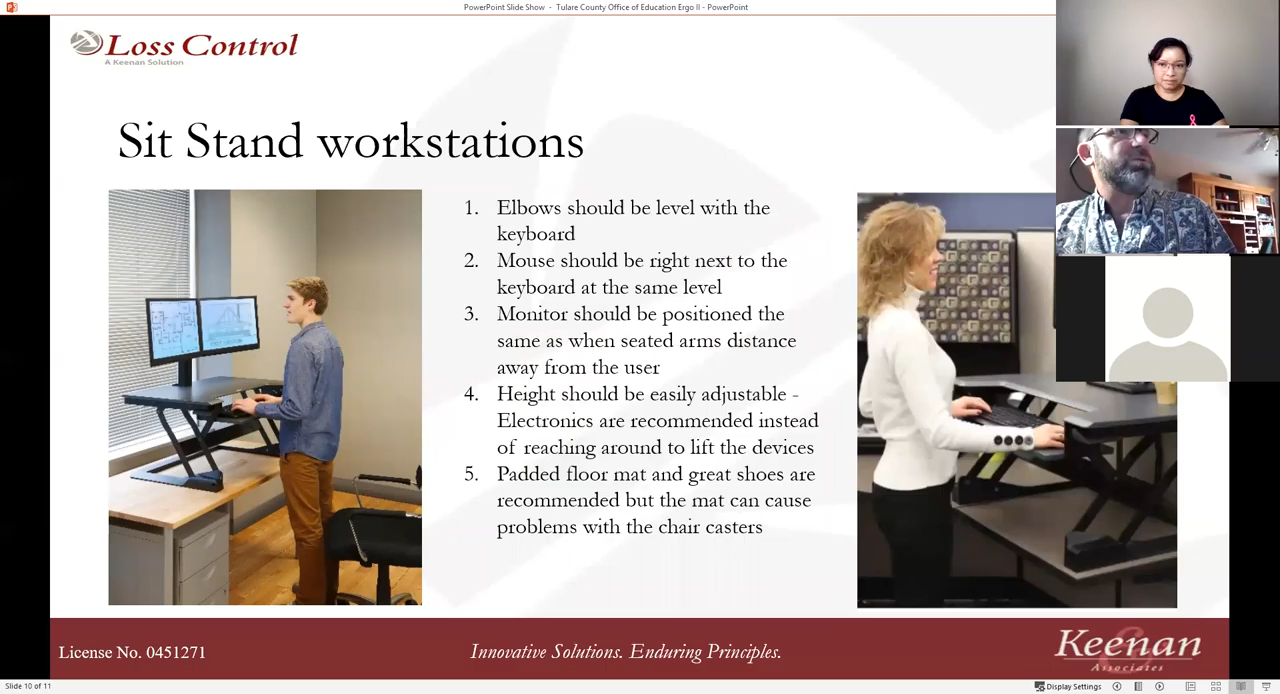 PowerPoint Slide Show - Tulare County Office of Education Ergo II - PowerPoint
Loss Control
A Keenan Solution
Sit Stand workstations
1. Elbows should be level with the
keyboard
2. Mouse should be right next to the
keyboard at the same level
3. Monitor should be positioned the
same as when seated arms distance
away from the user
4. Height should be easily adjustable -
Electronics are recommended instead
of reaching around to lift the devices
5. Padded floor mat and great shoes are
recommended but the mat can cause
problems with the chair casters
License No. 0451271
Innovative Solutions. Enduring Principles.
Keenan
& Associates
Slide 10 of 11
Display Settings